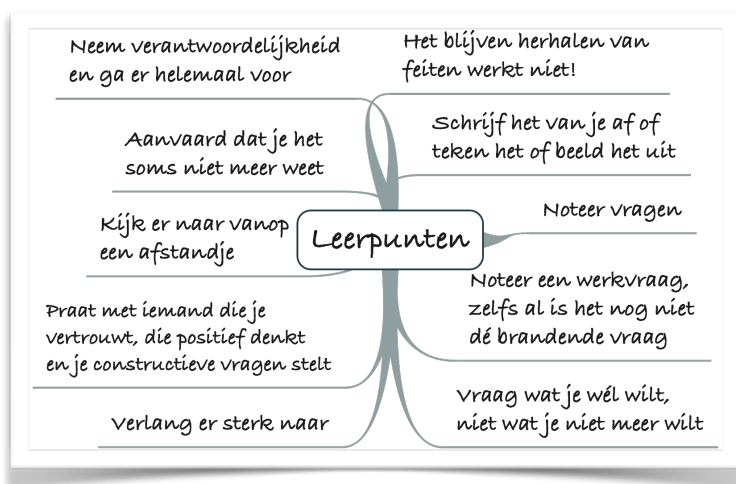 Neem verantwoordelijkheid
en ga er helemaal voor
Aanvaard dat je het
soms niet meer weet
Kijk er naar vanop
een afstandje
Praat met iemand die je
vertrouwt, die positief denkt
en je constructieve vragen stelt
Verlang er sterk naar
Leerpunten
Het blijven herhalen van
feiten werkt niet!
Schrijf het van je af of
teken het of beeld het uit
Noteer vragen
Noteer een werkvraag,
zelfs al is het nog niet
dé brandende vraag
Vraag wat je wél wilt,
niet wat je niet meer wilt